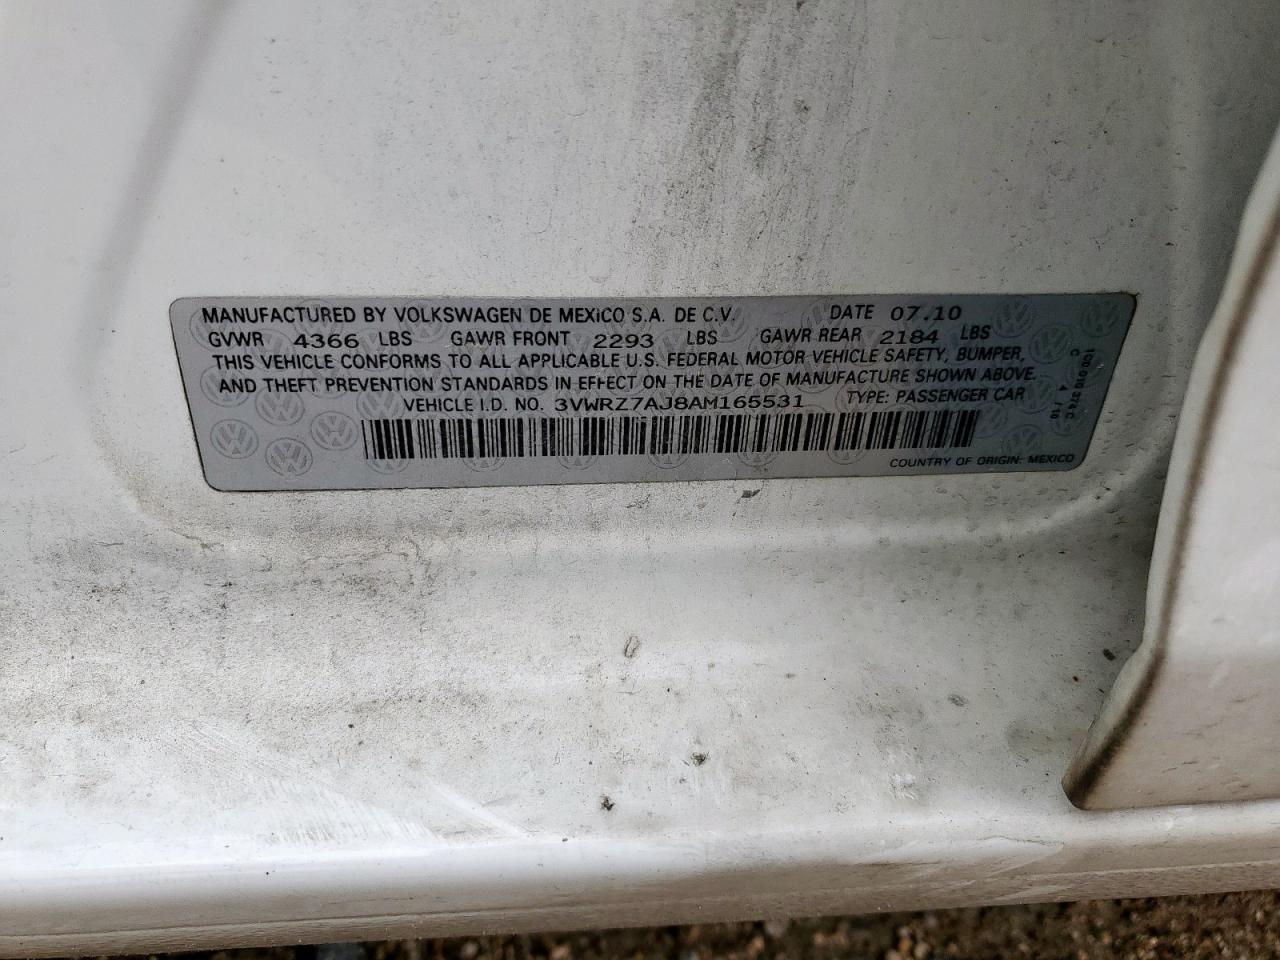 MANUFACTURED BY VOLKSWAGEN DE MEXICO S.A. DE C.V. DATE 07.10
GVWR 4366 LBS GAWR FRONT 2293 LBS GAWR REAR 2184 LBS
THIS VEHICLE CONFORMS TO ALL APPLICABLE U.S. FEDERAL MOTOR VEHICLE SAFETY, BUMPER,
AND THEFT PREVENTION STANDARDS IN EFFECT ON THE DATE OF MANUFACTURE SHOWN ABOVE.
VEHICLE I.D. NO. 3VWRZ7AJ8AM165531 TYPE: PASSENGER CAR
COUNTRY OF ORIGIN: MEXICO